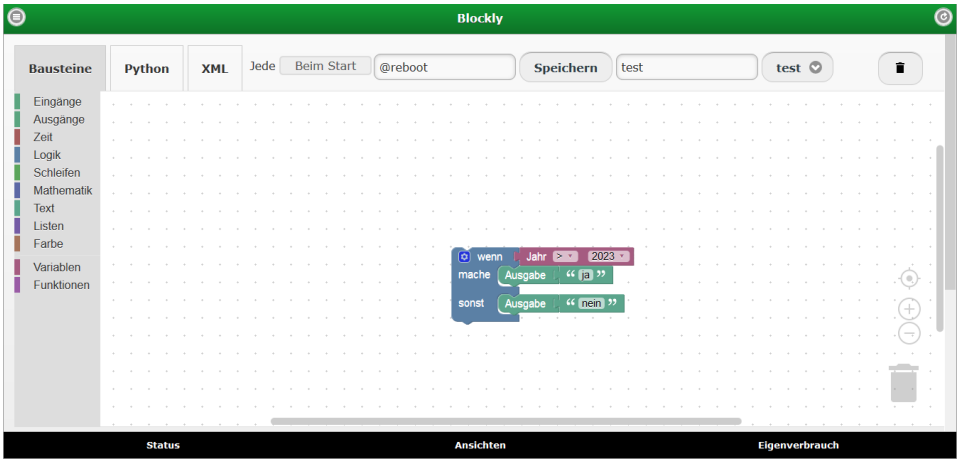 Blockly
Bausteine Python XML Jede Beim Start @reboot Speichern test test
Eingänge
Ausgänge
Zeit
Logik
Schleifen
Mathematik
Text
Listen
Farbe
Variablen
Funktionen
wenn Jahr > 2023
mache Ausgabe “ ja ”
sonst Ausgabe “ nein ”
Status Ansichten Eigenverbrauch